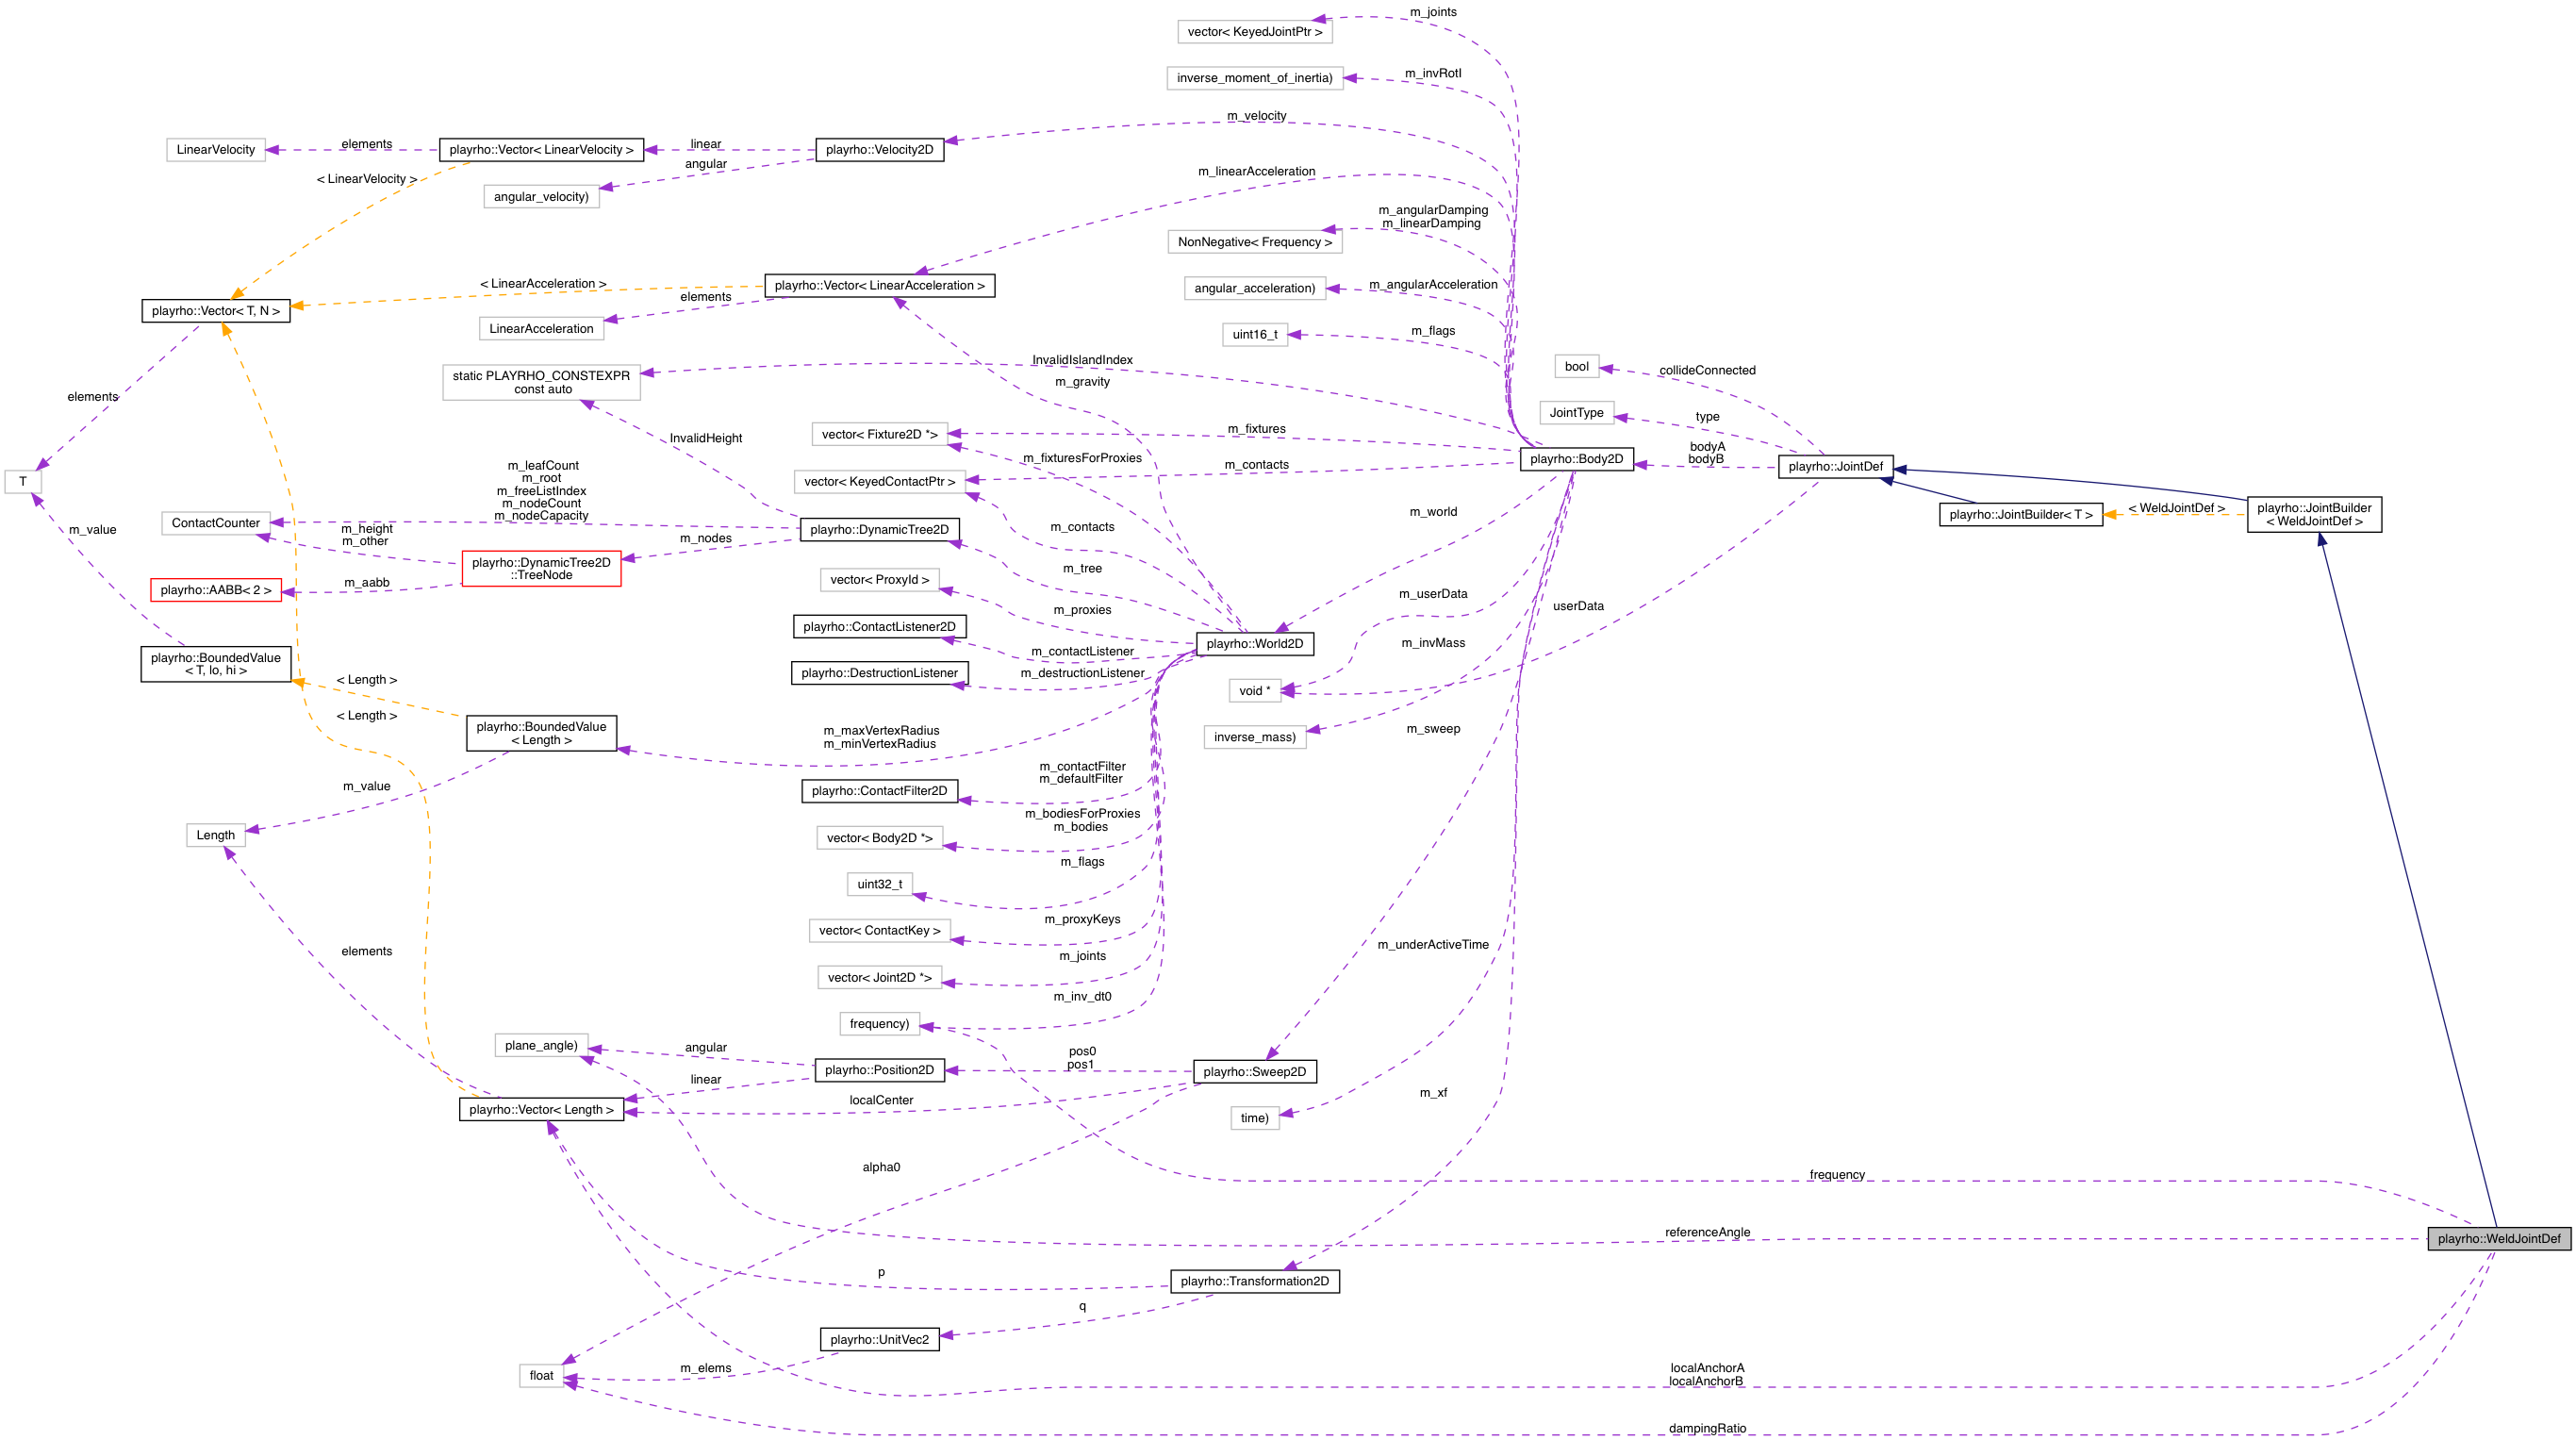 m_joints
vector< KeyedJointPtr >
m_invRotI
inverse_moment_of_inertia)
m_velocity
LinearVelocity
elements
playrho::Vector< LinearVelocity >
linear
playrho::Velocity2D
angular
< LinearVelocity >
angular_velocity)
m_linearAcceleration
m_angularDamping
m_linearDamping
NonNegative< Frequency >
< LinearAcceleration >
playrho::Vector< LinearAcceleration >
angular_acceleration)
m_angularAcceleration
elements
playrho::Vector< T, N >
LinearAcceleration
uint16_t
m_flags
InvalidIslandIndex
static PLAYRHO_CONSTEXPR
const auto
m_gravity
bool
collideConnected
elements
JointType
type
vector< Fixture2D *>
m_fixtures
InvalidHeight
m_fixturesForProxies
playrho::Body2D
bodyA
bodyB
playrho::JointDef
m_leafCount
m_root
m_freeListIndex
m_nodeCount
m_nodeCapacity
T
vector< KeyedContactPtr >
m_contacts
ContactCounter
m_height
m_other
m_value
playrho::DynamicTree2D
m_contacts
m_world
playrho::JointBuilder< T >
< WeldJointDef >
playrho::JointBuilder
< WeldJointDef >
m_nodes
playrho::DynamicTree2D
::TreeNode
m_tree
playrho::AABB< 2 >
m_aabb
vector< ProxyId >
m_proxies
m_userData
userData
playrho::ContactListener2D
m_contactListener
playrho::World2D
m_invMass
playrho::BoundedValue
< T, lo, hi >
playrho::DestructionListener
m_destructionListener
< Length >
void *
< Length >
playrho::BoundedValue
< Length >
m_maxVertexRadius
m_minVertexRadius
inverse_mass)
m_sweep
m_value
m_contactFilter
m_defaultFilter
playrho::ContactFilter2D
Length
m_bodiesForProxies
m_bodies
vector< Body2D *>
m_flags
uint32_t
m_proxyKeys
vector< ContactKey >
elements
m_joints
m_underActiveTime
vector< Joint2D *>
m_inv_dt0
frequency)
plane_angle)
angular
pos0
pos1
playrho::Position2D
playrho::Sweep2D
linear
localCenter
playrho::Vector< Length >
m_xf
time)
alpha0
frequency
referenceAngle
playrho::WeldJointDef
p
playrho::Transformation2D
q
playrho::UnitVec2
m_elems
float
localAnchorA
localAnchorB
dampingRatio